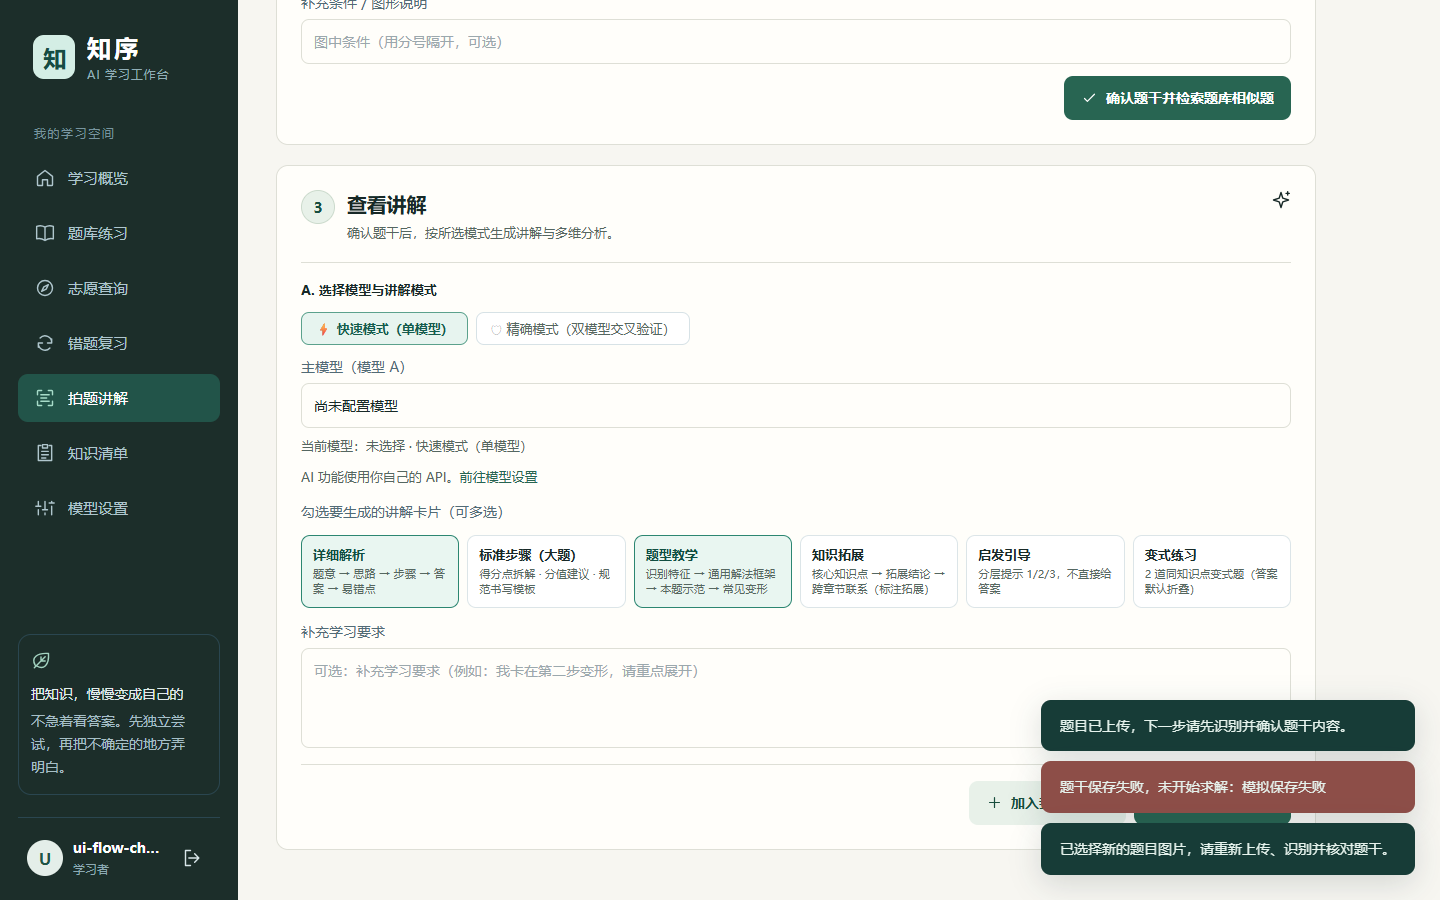 知
知序
AI 学习工作台
我的学习空间
学习概览
题库练习
志愿查询
错题复习
拍题讲解
知识清单
模型设置
把知识，慢慢变成自己的
不急着看答案。先独立尝
试，再把不确定的地方弄
明白。
U
ui-flow-ch...
学习者
补充条件 / 图形说明
图中条件（用分号隔开，可选）
确认题干并检索题库相似题
3
查看讲解
确认题干后，按所选模式生成讲解与多维分析。
A. 选择模型与讲解模式
快速模式（单模型）
精确模式（双模型交叉验证）
主模型（模型 A）
尚未配置模型
当前模型：未选择 · 快速模式（单模型）
AI 功能使用你自己的 API。前往模型设置
勾选要生成的讲解卡片（可多选）
详细解析
题意 → 思路 → 步骤 → 答
案 → 易错点
标准步骤（大题）
得分点拆解 · 分值建议 · 规
范书写模板
题型教学
识别特征 → 通用解法框架
→ 本题示范 → 常见变形
知识拓展
核心知识点 → 拓展结论 →
跨章节联系（标注拓展）
启发引导
分层提示 1/2/3，不直接给
答案
变式练习
2 道同知识点变式题（答案
默认折叠）
补充学习要求
可选：补充学习要求（例如：我卡在第二步变形，请重点展开）
加入
题目已上传，下一步请先识别并确认题干内容。
题干保存失败，未开始求解：模拟保存失败
已选择新的题目图片，请重新上传、识别并核对题干。